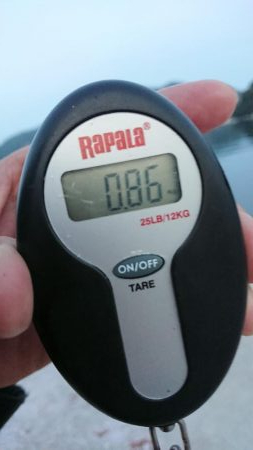 Rapala®
0.86
25LB/12KG
ON/OFF
TARE